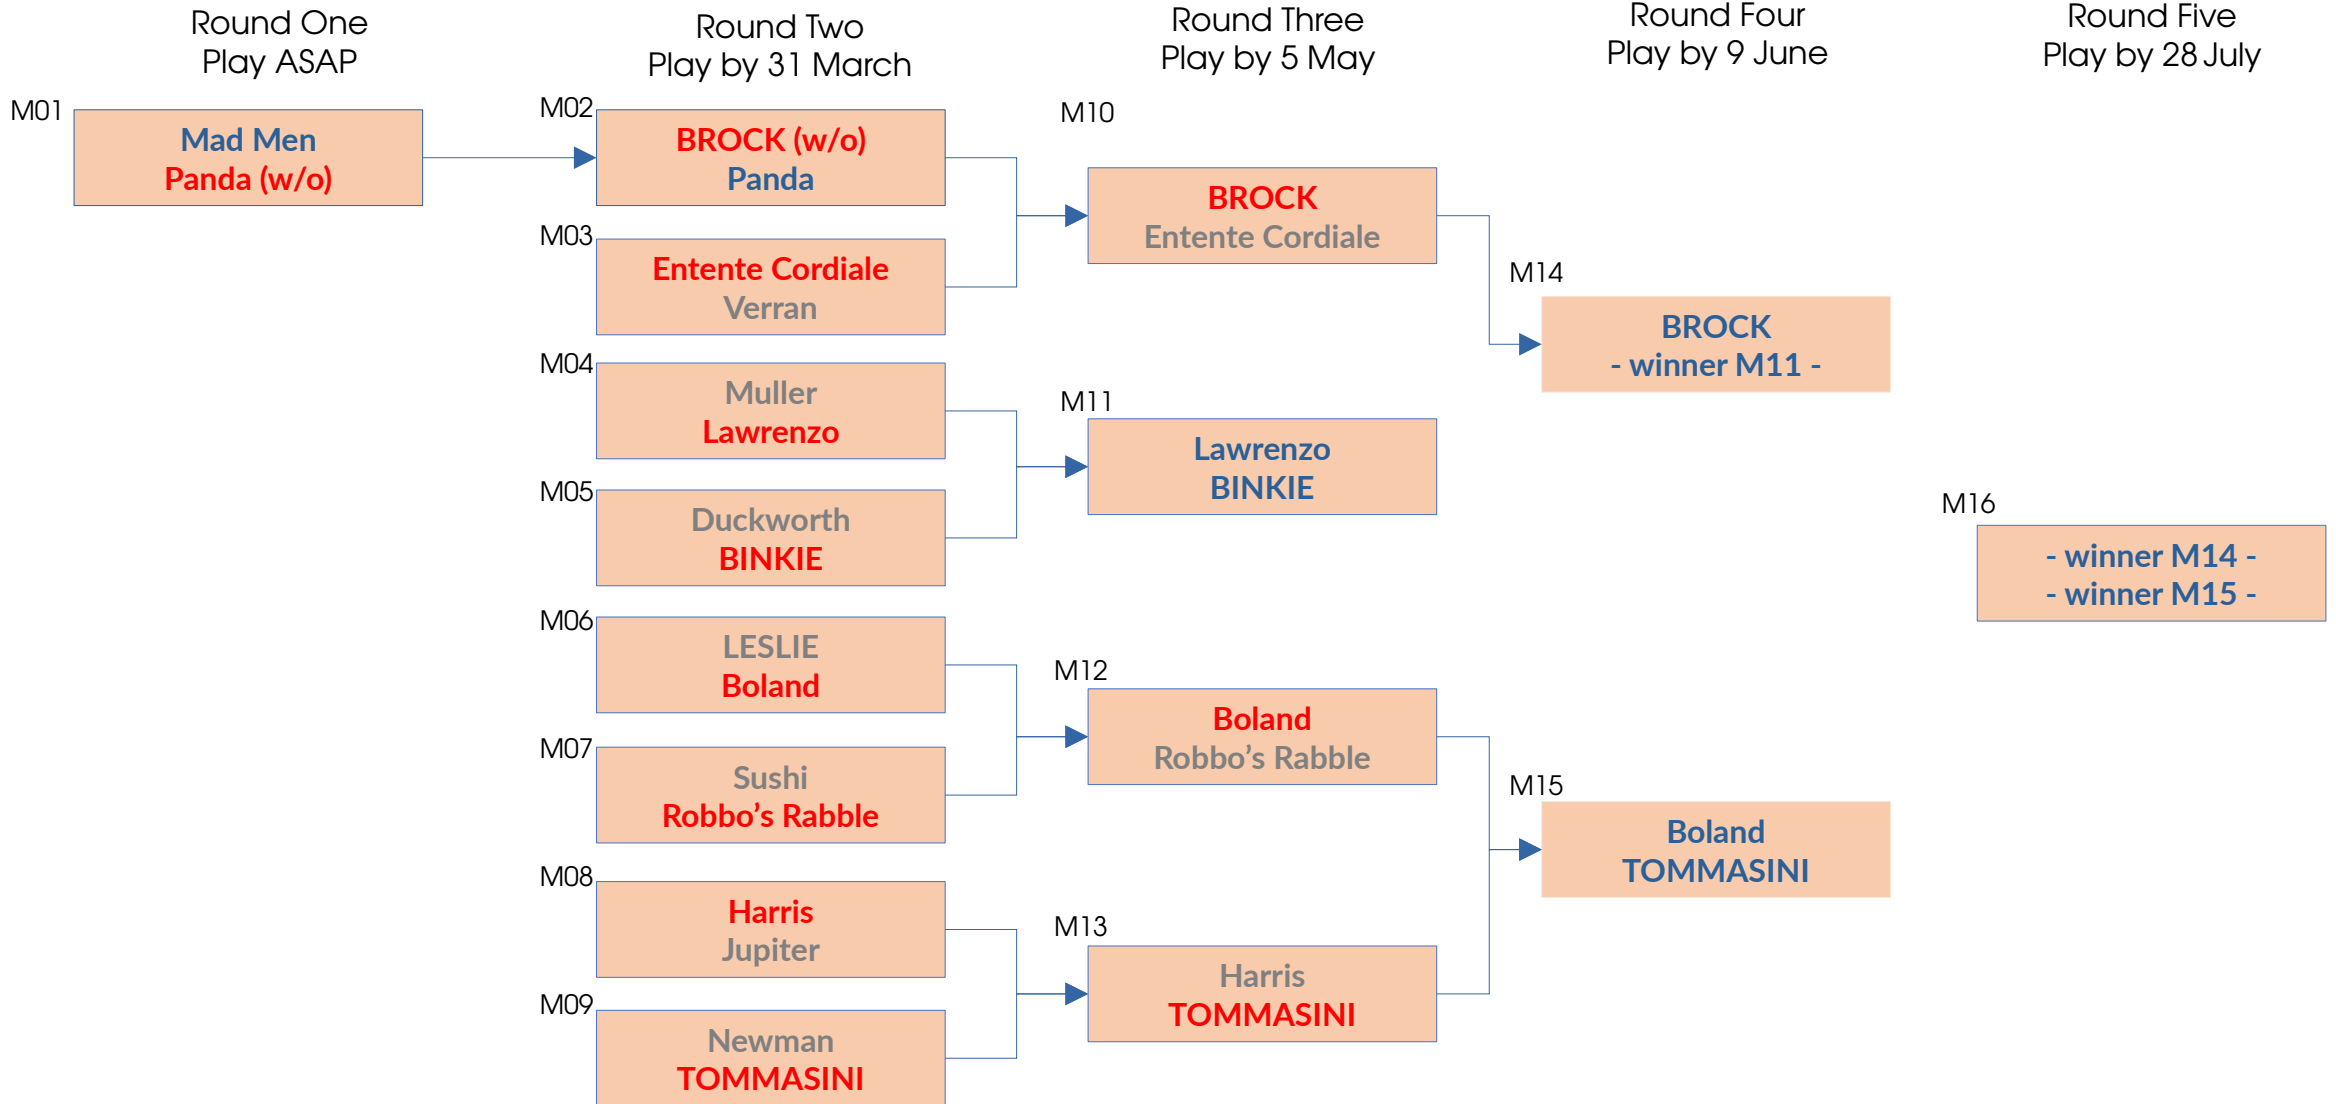 Round One
Play ASAP
Round Two
Play by 31 March
Round Three
Play by 5 May
Round Four
Play by 9 June
Round Five
Play by 28 July
M01
Mad Men
Panda (w/o)
M02
BROCK (w/o)
Panda
M03
Entente Cordiale
Verran
M04
Muller
Lawrenzo
M05
Duckworth
BINKIE
M06
LESLIE
Boland
M07
Sushi
Robbo’s Rabble
M08
Harris
Jupiter
M09
Newman
TOMMASINI
M10
BROCK
Entente Cordiale
M11
Lawrenzo
BINKIE
M12
Boland
Robbo’s Rabble
M13
Harris
TOMMASINI
M14
BROCK
- winner M11 -
M15
Boland
TOMMASINI
M16
- winner M14 -
- winner M15 -